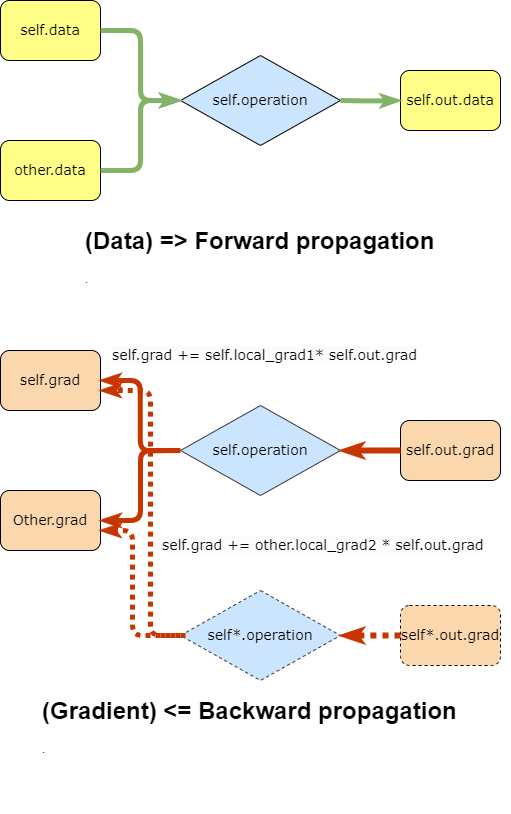 self.data
self.operation
self.out.data
other.data
(Data) => Forward propagation
.
self.grad += self.local_grad1* self.out.grad
self.grad
self.operation
self.out.grad
Other.grad
self.grad += other.local_grad2 * self.out.grad
self*.operation
self*.out.grad
(Gradient) <= Backward propagation
.